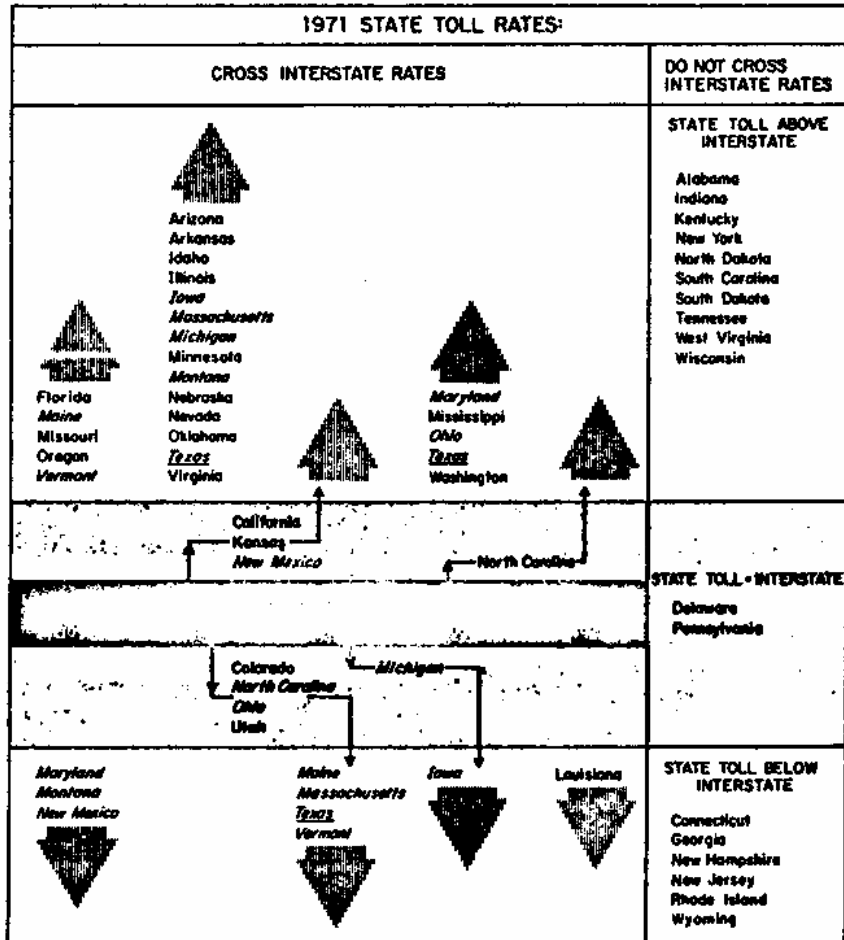 1971 STATE TOLL RATES:
CROSS INTERSTATE RATES
DO NOT CROSS
INTERSTATE RATES
Arizona
Arkansas
Idaho
Illinois
Iowa
Massachusetts
Michigan
Minnesota
Montana
Nebraska
Nevada
Oklahoma
Texas
Virginia
Florida
Maine
Missouri
Oregon
Vermont
Maryland
Mississippi
Ohio
Texas
Washington
STATE TOLL ABOVE
INTERSTATE
Alabama
Indiana
Kentucky
New York
North Dakota
South Carolina
South Dakota
Tennessee
West Virginia
Wisconsin
California
Kansas
New Mexico
North Carolina
STATE TOLL = INTERSTATE
Delaware
Pennsylvania
Colorado
North Carolina
Ohio
Utah
Michigan
Maryland
Montana
New Mexico
Maine
Massachusetts
Texas
Vermont
Iowa
Louisiana
STATE TOLL BELOW
INTERSTATE
Connecticut
Georgia
New Hampshire
New Jersey
Rhode Island
Wyoming